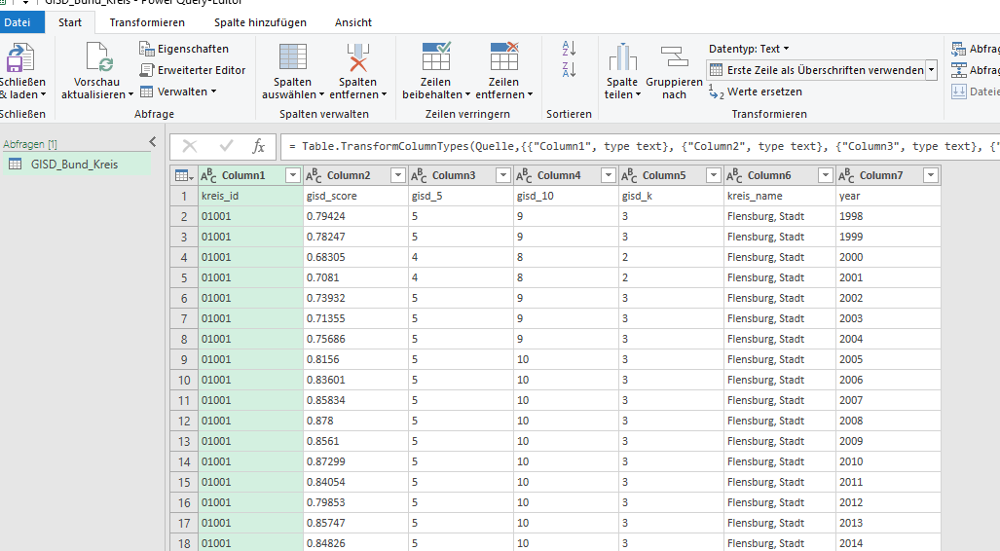 GISD_Bund_Kreis - Power Query-Editor
Datei Start Transformieren Spalte hinzufügen Ansicht
Schließen & laden
Vorschau aktualisieren
Eigenschaften
Erweiterter Editor
Verwalten
Spalten auswählen
Spalten entfernen
Zeilen beibehalten
Zeilen entfernen
Spalte teilen
Gruppieren nach
Datentyp: Text
Erste Zeile als Überschriften verwenden
Werte ersetzen
Schließen Abfrage Spalten verwalten Zeilen verringern Sortieren Transformieren
Abfragen [1]
GISD_Bund_Kreis
= Table.TransformColumnTypes(Quelle,{{"Column1", type text}, {"Column2", type text}, {"Column3", type text}, {"
Column1 Column2 Column3 Column4 Column5 Column6 Column7
1 kreis_id gisd_score gisd_5 gisd_10 gisd_k kreis_name year
2 01001 0.79424 5 9 3 Flensburg, Stadt 1998
3 01001 0.78247 5 9 3 Flensburg, Stadt 1999
4 01001 0.68305 4 8 2 Flensburg, Stadt 2000
5 01001 0.7081 4 8 2 Flensburg, Stadt 2001
6 01001 0.73932 5 9 3 Flensburg, Stadt 2002
7 01001 0.71355 5 9 3 Flensburg, Stadt 2003
8 01001 0.75686 5 9 3 Flensburg, Stadt 2004
9 01001 0.8156 5 10 3 Flensburg, Stadt 2005
10 01001 0.83601 5 10 3 Flensburg, Stadt 2006
11 01001 0.85834 5 10 3 Flensburg, Stadt 2007
12 01001 0.878 5 10 3 Flensburg, Stadt 2008
13 01001 0.8561 5 10 3 Flensburg, Stadt 2009
14 01001 0.87299 5 10 3 Flensburg, Stadt 2010
15 01001 0.84054 5 10 3 Flensburg, Stadt 2011
16 01001 0.79853 5 10 3 Flensburg, Stadt 2012
17 01001 0.85747 5 10 3 Flensburg, Stadt 2013
18 01001 0.84826 5 10 3 Flensburg, Stadt 2014